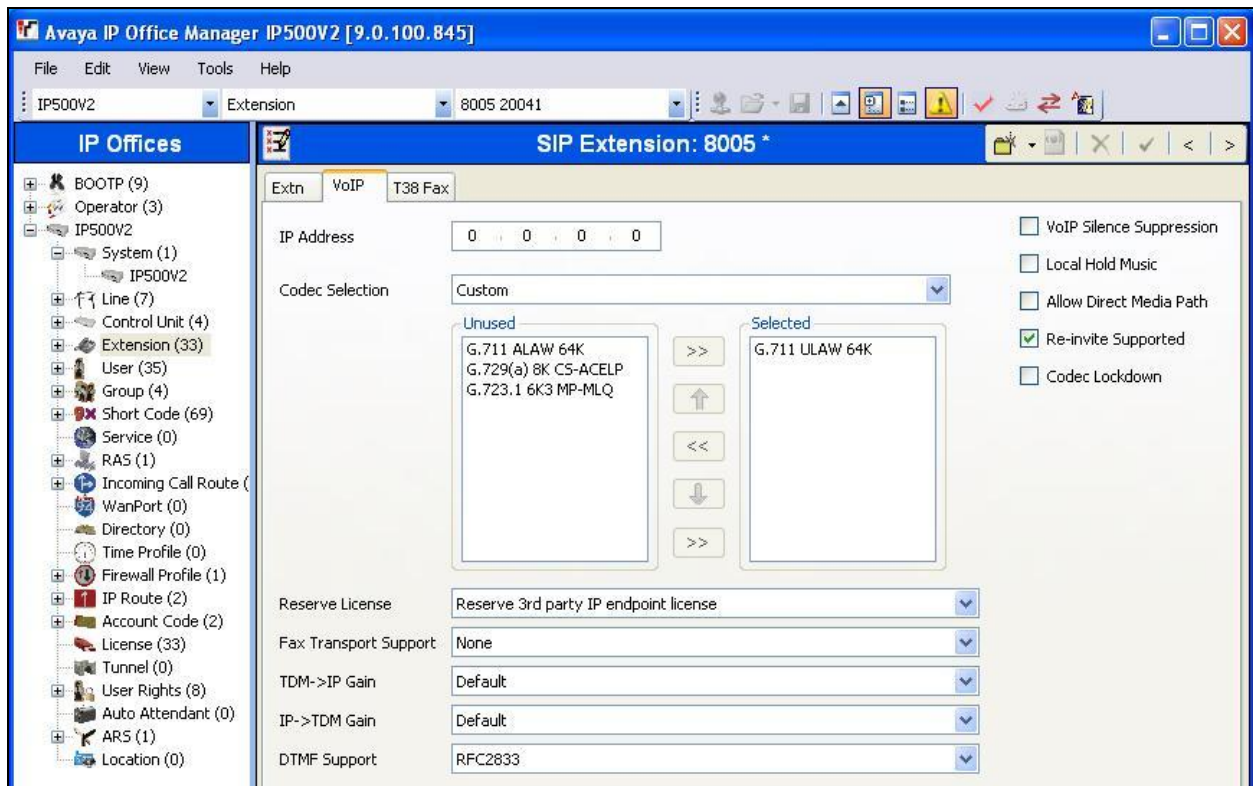 Avaya IP Office Manager IP500V2 [9.0.100.845]
File Edit View Tools Help
IP500V2 Extension 8005 20041
IP Offices
SIP Extension: 8005 *
BOOTP (9)
Operator (3)
IP500V2
System (1)
IP500V2
Line (7)
Control Unit (4)
Extension (33)
User (35)
Group (4)
Short Code (69)
Service (0)
RAS (1)
Incoming Call Route (
WanPort (0)
Directory (0)
Time Profile (0)
Firewall Profile (1)
IP Route (2)
Account Code (2)
License (33)
Tunnel (0)
User Rights (8)
Auto Attendant (0)
ARS (1)
Location (0)
< >
Extn VoIP T38 Fax
IP Address 0 . 0 . 0 . 0
Codec Selection Custom
Unused
G.711 ALAW 64K
G.729(a) 8K CS-ACELP
G.723.1 6K3 MP-MLQ
>>
<<
>>
Selected
G.711 ULAW 64K
Reserve License Reserve 3rd party IP endpoint license
Fax Transport Support None
TDM->IP Gain Default
IP->TDM Gain Default
DTMF Support RFC2833
VoIP Silence Suppression
Local Hold Music
Allow Direct Media Path
Re-invite Supported
Codec Lockdown